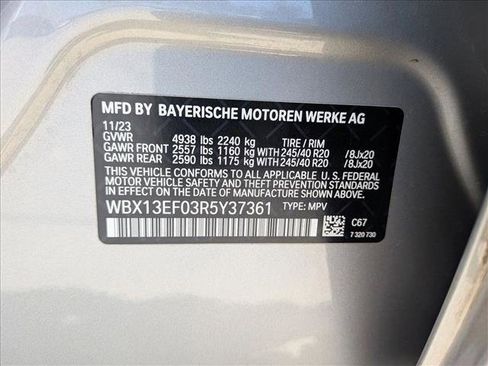 MFD BY BAYERISCHE MOTOREN WERKE AG
11/23
GVWR 4938 lbs 2240 kg TIRE / RIM
GAWR FRONT 2557 lbs 1160 kg WITH 245/40 R20 /8Jx20
GAWR REAR 2590 lbs 1175 kg WITH 245/40 R20 /8Jx20
THIS VEHICLE CONFORMS TO ALL APPLICABLE
U.S. FEDERAL MOTOR VEHICLE SAFETY, BUMPER,
AND THEFT PREVENTION STANDARDS IN EFFECT
ON THE DATE OF MANUFACTURE SHOWN ABOVE.
WBX13EF03R5Y37361 TYPE: MPV
C67
7 320 730